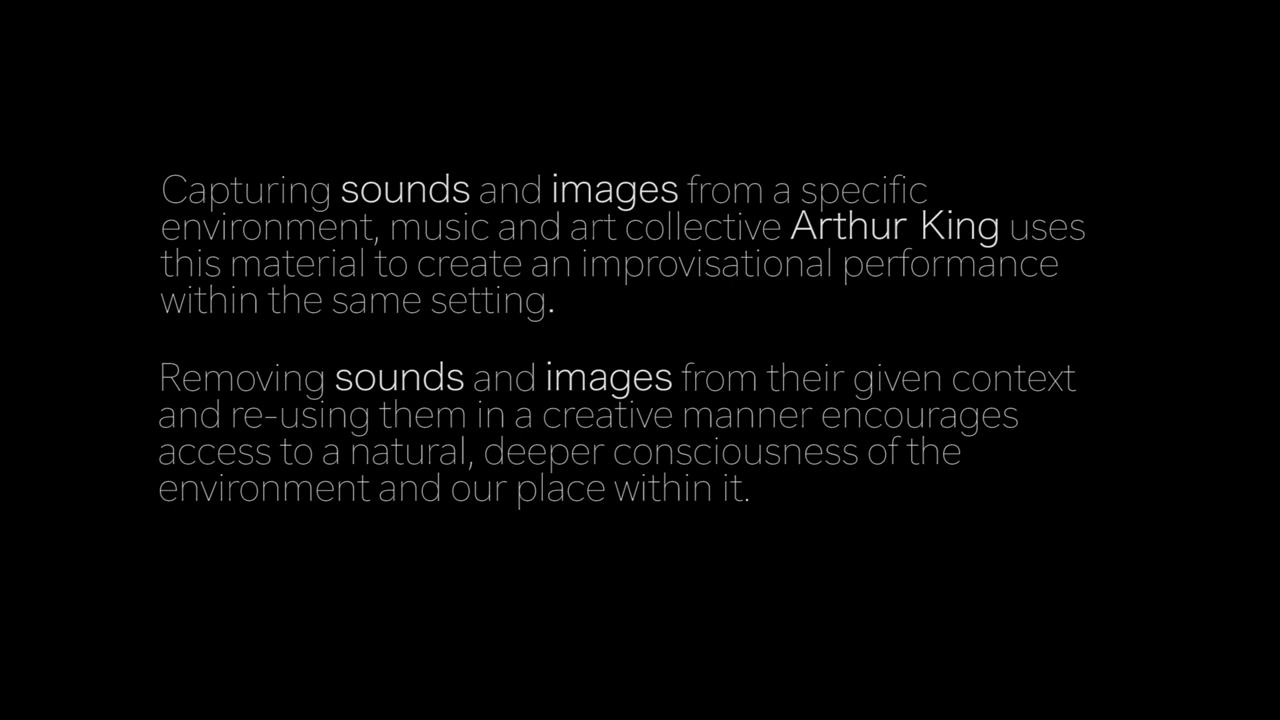 Capturing sounds and images from a specific
environment, music and art collective Arthur King uses
this material to create an improvisational performance
within the same setting.
Removing sounds and images from their given context
and re-using them in a creative manner encourages
access to a natural, deeper consciousness of the
environment and our place within it.